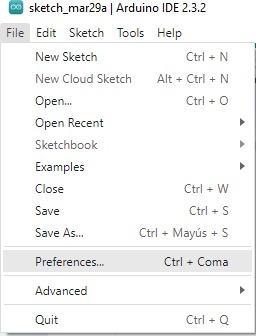 sketch_mar29a | Arduino IDE 2.3.2
File Edit Sketch Tools Help
New Sketch Ctrl + N
New Cloud Sketch Alt + Ctrl + N
Open... Ctrl + O
Open Recent
Sketchbook
Examples
Close Ctrl + W
Save Ctrl + S
Save As... Ctrl + Mayús + S
Preferences... Ctrl + Coma
Advanced
Quit Ctrl + Q